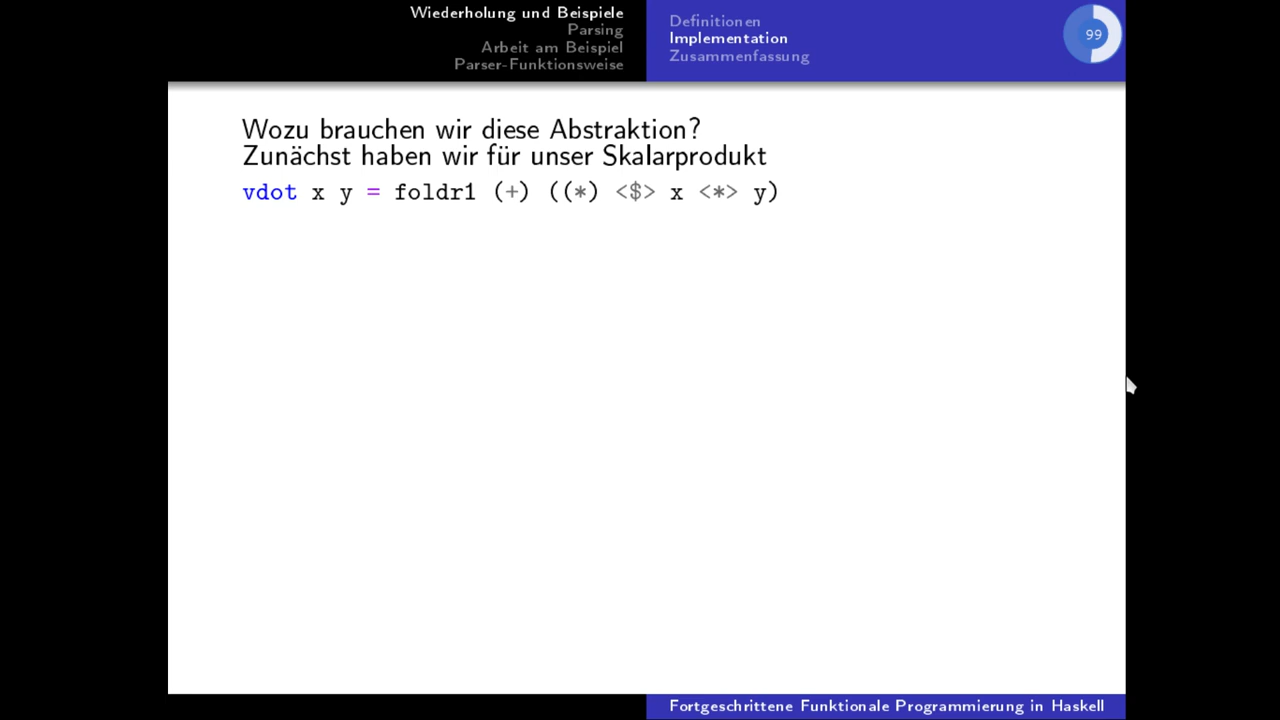 Wiederholung und Beispiele
Parsing
Arbeit am Beispiel
Parser-Funktionsweise
Definitionen
Implementation
Zusammenfassung
99
Wozu brauchen wir diese Abstraktion?
Zunächst haben wir für unser Skalarprodukt
vdot x y = foldr1 (+) ((*) <$> x <*> y)
Fortgeschrittene Funktionale Programmierung in Haskell